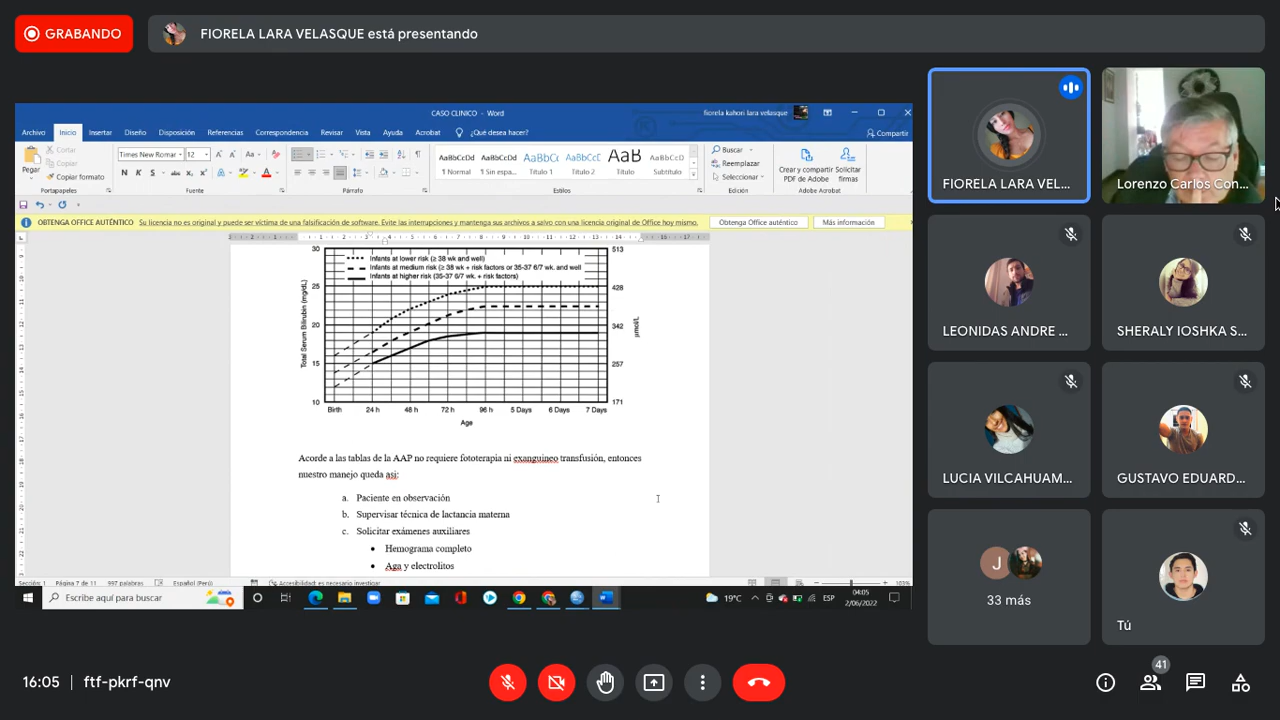 GRABANDO
FIORELA LARA VELASQUE está presentando
CASO CLINICO - Word
fiorela kahori lara velasquez
Archivo Inicio Insertar Diseño Disposición Referencias Correspondencia Revisar Vista Ayuda Acrobat ¿Qué desea hacer? Compartir
Pegar
Cortar
Copiar
Copiar formato
Times New Romar 12
AaBbCcDd AaBbCcDd AaBbCc AaBbCcC AaB AaBbCcD
1 Normal 1 Sin espa... Título 1 Título 2 Título Subtítulo
Buscar
Reemplazar
Seleccionar
Crear y compartir PDF de Adobe
Solicitar firmas
Portapapeles Fuente Párrafo Estilos Edición Adobe Acrobat
OBTENGA OFFICE AUTÉNTICO Su licencia no es original y puede ser víctima de una falsificación de software. Evite las interrupciones y mantenga sus archivos a salvo con una licencia original de Office hoy mismo. Obtenga Office auténtico Más información
Infants at lower risk (≥ 38 wk and well)
Infants at medium risk (≥ 38 wk + risk factors or 35-37 6/7 wk. and well)
Infants at higher risk (35-37 6/7 wk. + risk factors)
Total Serum Bilirubin (mg/dL)
30
25
20
15
10
513
428
342
257
171
µmol/L
Birth 24 h 48 h 72 h 96 h 5 Days 6 Days 7 Days
Age
Acorde a las tablas de la AAP no requiere fototerapia ni exanguineo transfusión, entonces
nuestro manejo queda asi:
a. Paciente en observación
b. Supervisar técnica de lactancia materna
c. Solicitar exámenes auxiliares
• Hemograma completo
• Aga y electrolitos
Sección: 1 Página 7 de 11 997 palabras Español (Perú) Accesibilidad: es necesario investigar 103%
Escribe aquí para buscar
19°C
ESP
04:05
2/06/2022
FIORELA LARA VEL...
Lorenzo Carlos Con...
LEONIDAS ANDRE ...
SHERALY IOSHKA S...
LUCIA VILCAHUAM...
GUSTAVO EDUARD...
J
33 más
Tú
16:05 | ftf-pkrf-qnv
41